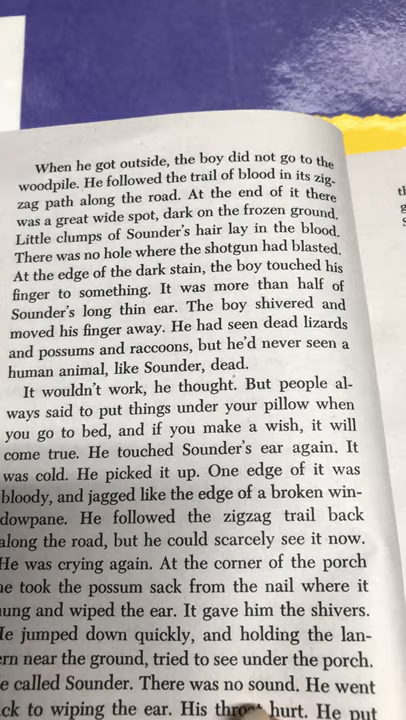 When he got outside, the boy did not go to the
woodpile. He followed the trail of blood in its zig-
zag path along the road. At the end of it there
was a great wide spot, dark on the frozen ground.
Little clumps of Sounder's hair lay in the blood.
There was no hole where the shotgun had blasted.
At the edge of the dark stain, the boy touched his
finger to something. It was more than half of
Sounder's long thin ear. The boy shivered and
moved his finger away. He had seen dead lizards
and possums and raccoons, but he'd never seen a
human animal, like Sounder, dead.
It wouldn't work, he thought. But people al-
ways said to put things under your pillow when
you go to bed, and if you make a wish, it will
come true. He touched Sounder's ear again. It
was cold. He picked it up. One edge of it was
bloody, and jagged like the edge of a broken win-
dowpane. He followed the zigzag trail back
along the road, but he could scarcely see it now.
He was crying again. At the corner of the porch
he took the possum sack from the nail where it
hung and wiped the ear. It gave him the shivers.
He jumped down quickly, and holding the lan-
ern near the ground, tried to see under the porch.
e called Sounder. There was no sound. He went
ck to wiping the ear. His throat hurt. He put